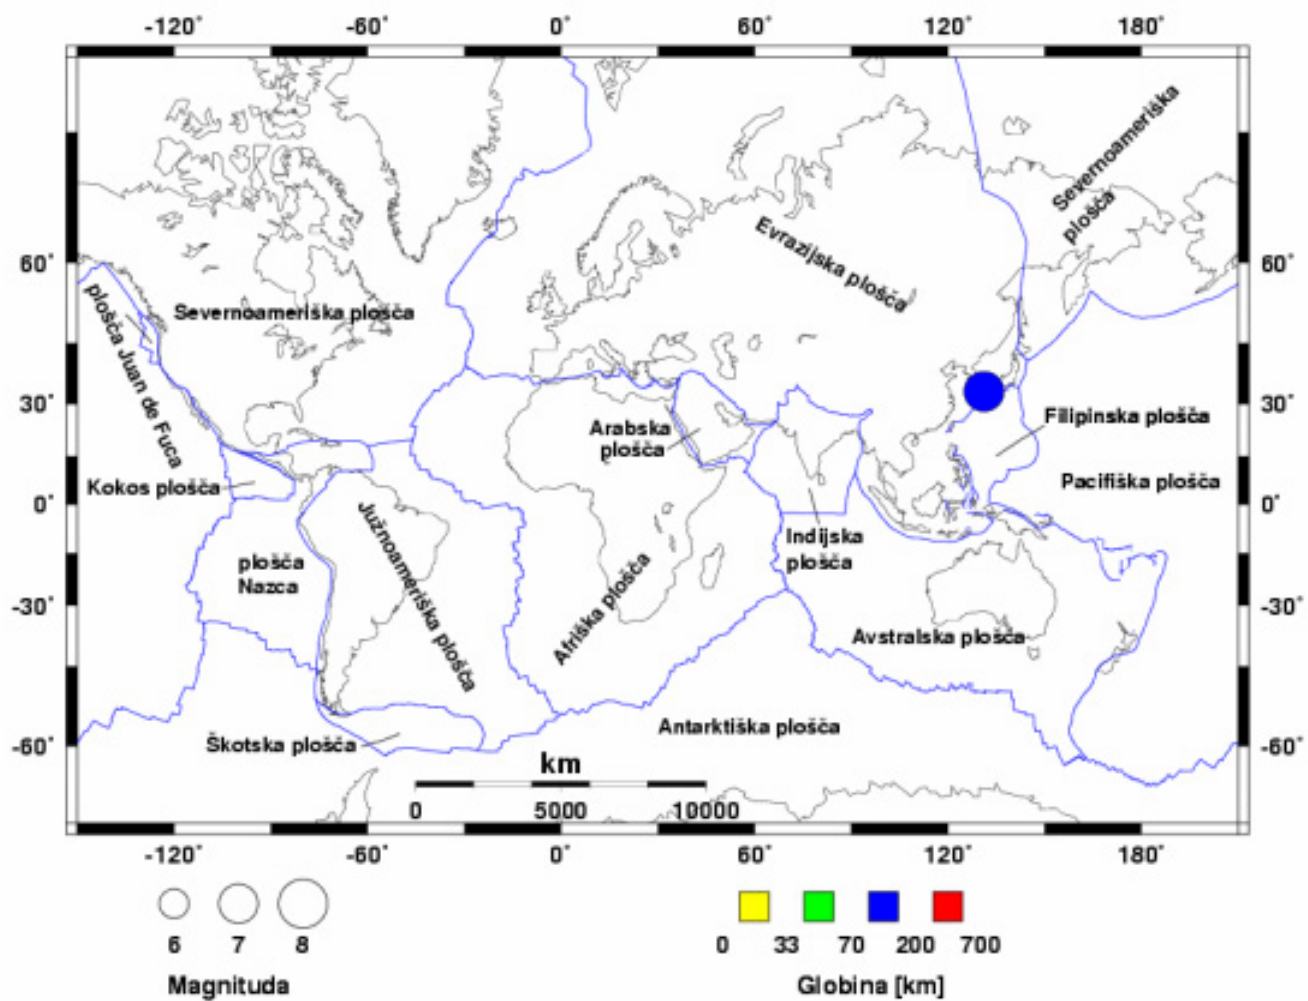 -120° -60° 0° 60° 120° 180°
Severnoameriška
plošča
Evrazijska plošča
60° 60°
plošča Juan de Fuca
Severnoameriška plošča
30° 30°
Filipinska plošča
Arabska
plošča
Pacifiška plošča
Kokos plošča
0° 0°
Južnoameriška plošča
Indijska
plošča
plošča
Nazca
Afriška plošča
-30° -30°
Avstralska plošča
Antarktiška plošča
Škotska plošča
-60° -60°
km
0 5000 10000
-120° -60° 0° 60° 120° 180°
6 7 8
Magnituda
0 33 70 200 700
Globina [km]